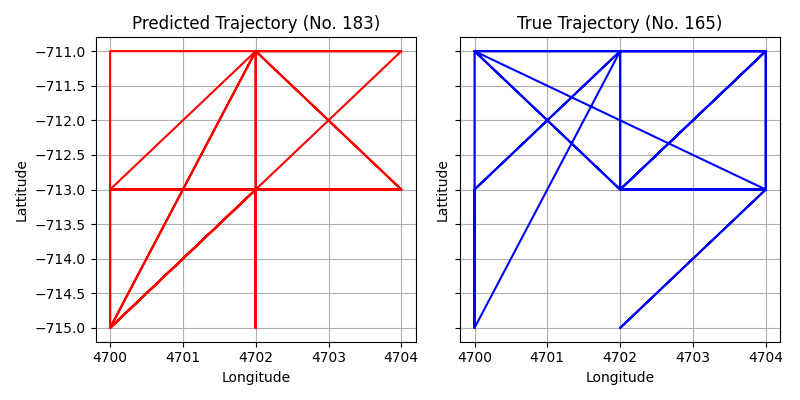 Predicted Trajectory (No. 183)
True Trajectory (No. 165)
−711.0
−711.5
−712.0
−712.5
−713.0
−713.5
−714.0
−714.5
−715.0
Lattitude
Lattitude
4700 4701 4702 4703 4704
4700 4701 4702 4703 4704
Longitude
Longitude